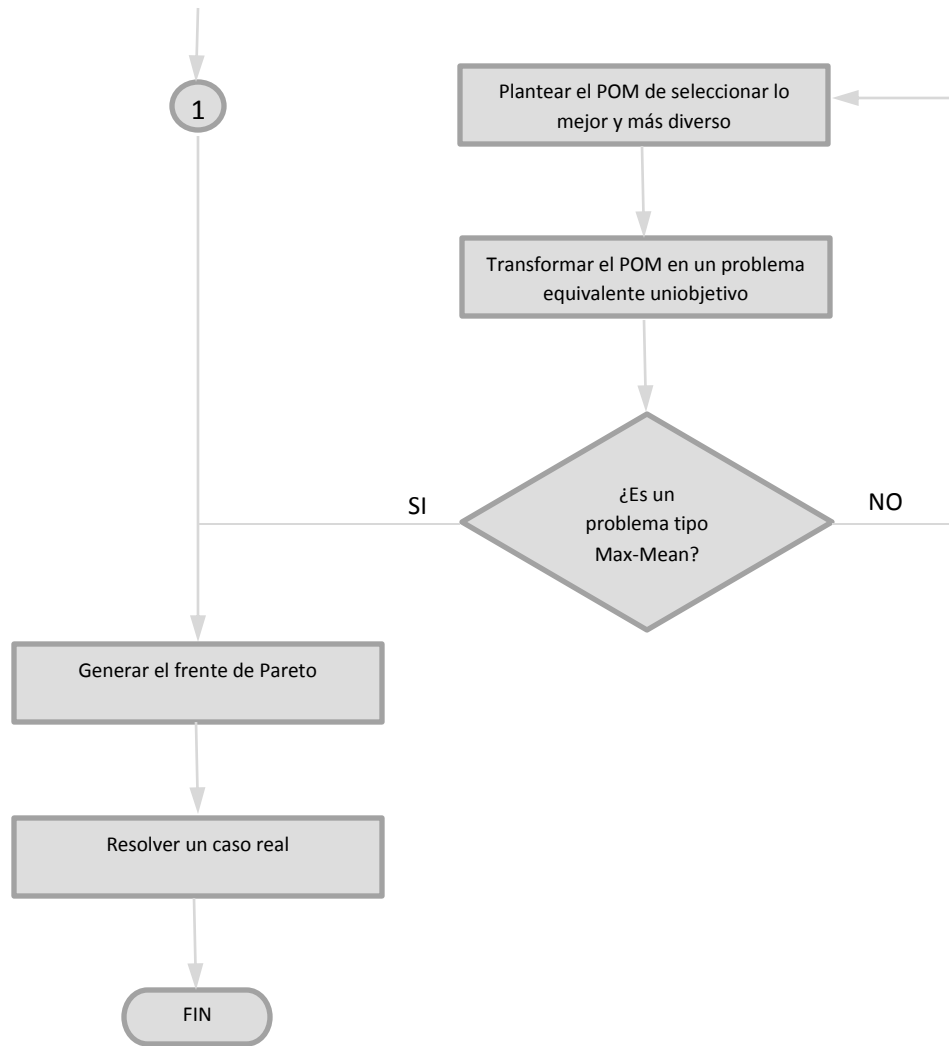 1
Plantear el POM de seleccionar lo
mejor y más diverso
Transformar el POM en un problema
equivalente uniobjetivo
¿Es un
problema tipo
Max-Mean?
SI
NO
Generar el frente de Pareto
Resolver un caso real
FIN